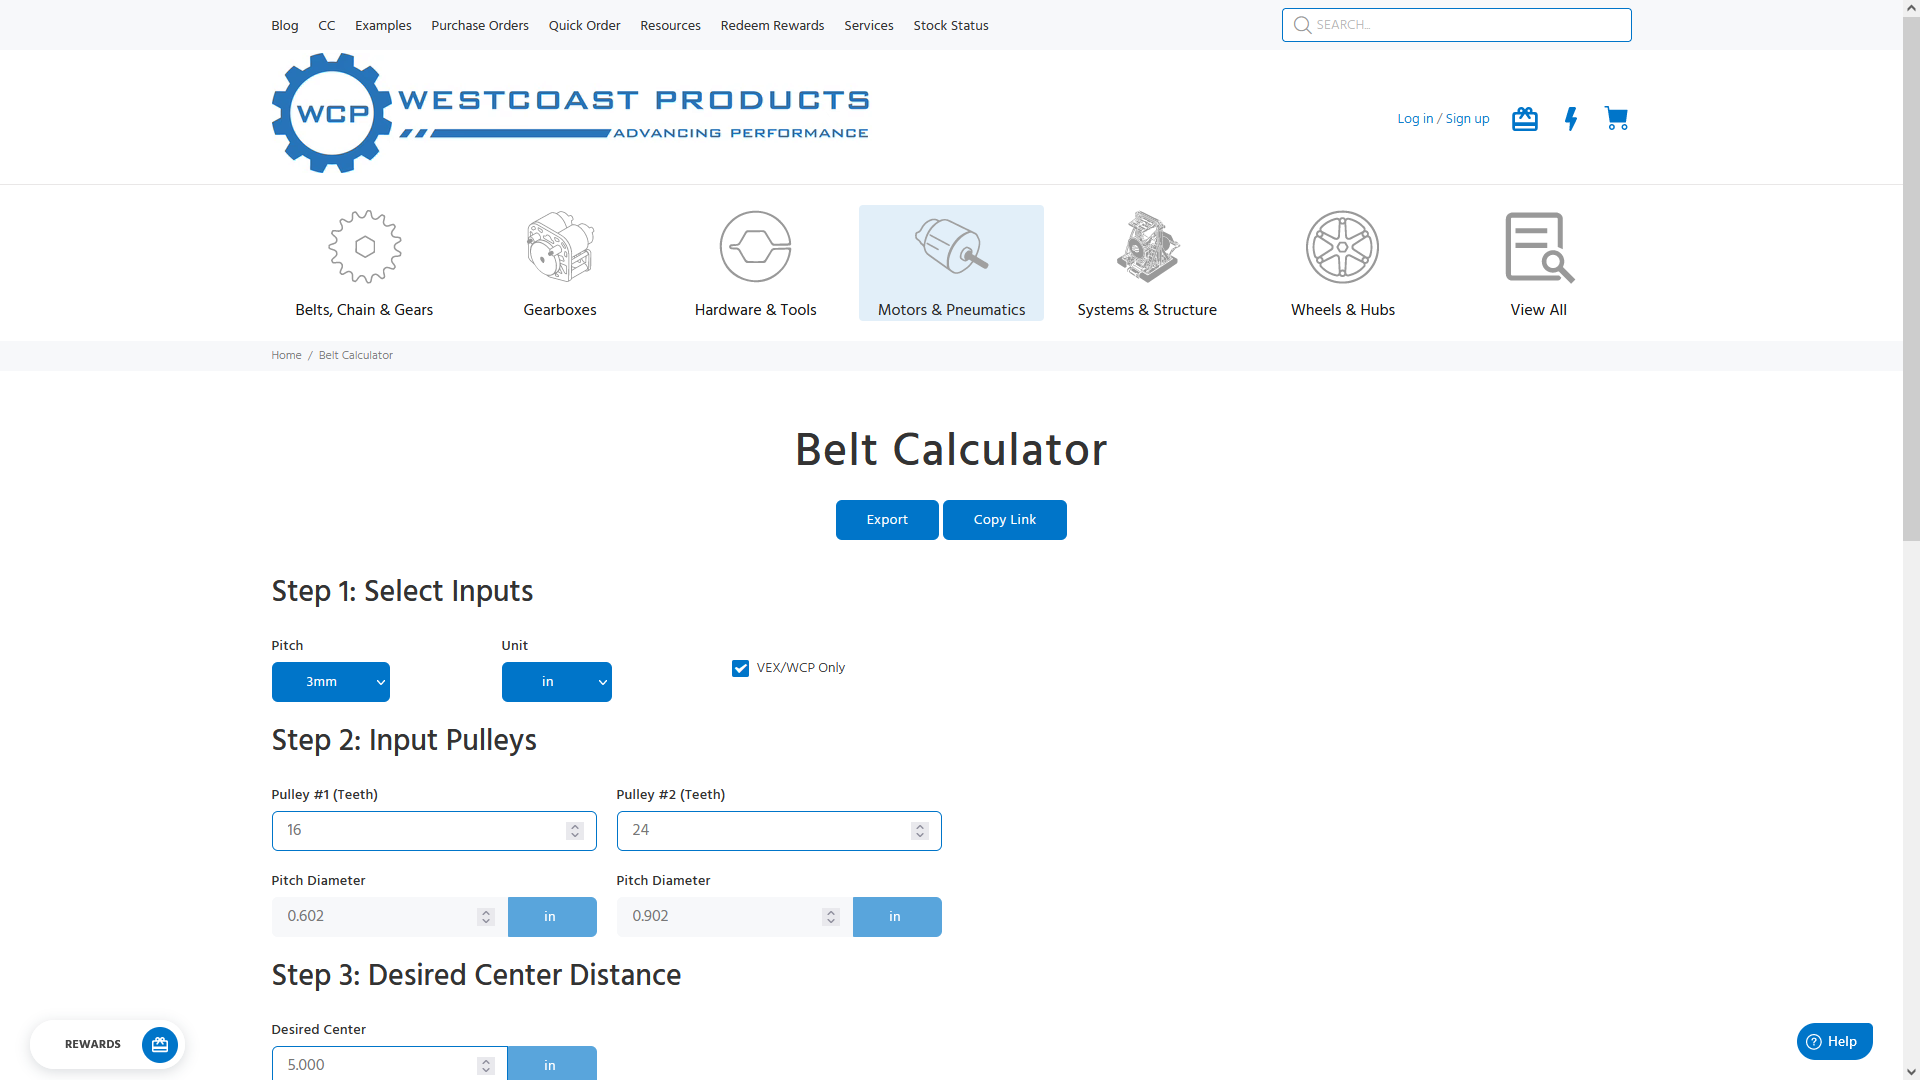 Blog CC Examples Purchase Orders Quick Order Resources Redeem Rewards Services Stock Status
SEARCH...
WCP WESTCOAST PRODUCTS
ADVANCING PERFORMANCE
Log in / Sign up
Belts, Chain & Gears Gearboxes Hardware & Tools Motors & Pneumatics Systems & Structure Wheels & Hubs View All
Home / Belt Calculator
Belt Calculator
Export Copy Link
Step 1: Select Inputs
Pitch Unit
VEX/WCP Only
3mm in
Step 2: Input Pulleys
Pulley #1 (Teeth) Pulley #2 (Teeth)
16 24
Pitch Diameter Pitch Diameter
0.602 in 0.902 in
Step 3: Desired Center Distance
Desired Center
5.000 in
REWARDS
Help